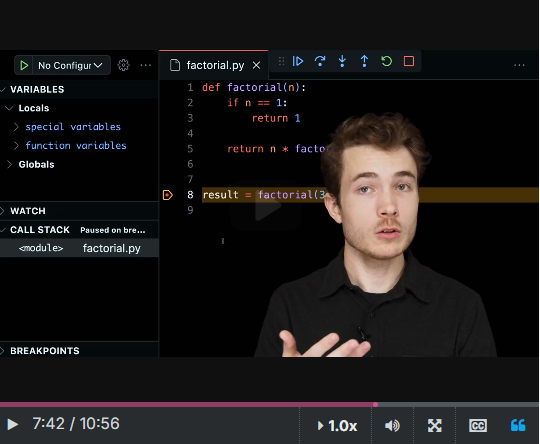 No Configur
factorial.py
VARIABLES
Locals
special variables
function variables
Globals
WATCH
CALL STACK Paused on bre...
<module> factorial.py
BREAKPOINTS
1 def factorial(n):
2 if n == 1:
3 return 1
4
5 return n * facto
6
7
8 result = factorial(3
9
7:42 / 10:56
1.0x
CC